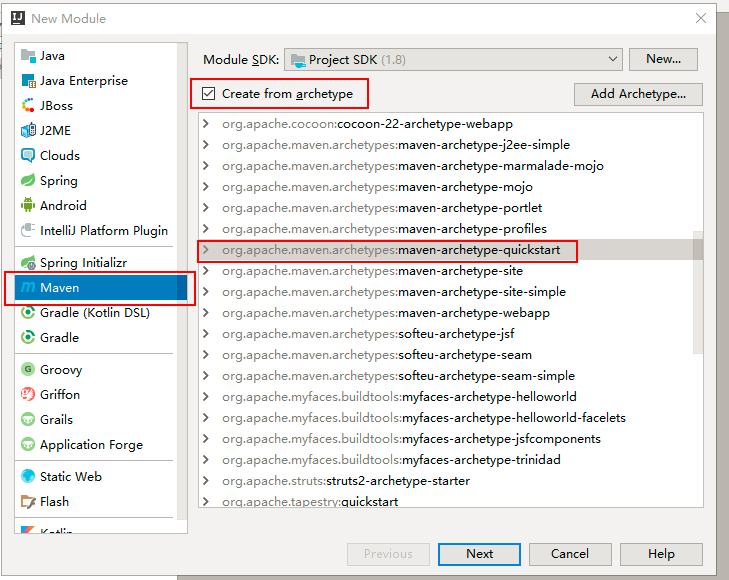 New Module
Java
Java Enterprise
JBoss
J2ME
Clouds
Spring
Android
IntelliJ Platform Plugin
Spring Initializr
Maven
Gradle (Kotlin DSL)
Gradle
Groovy
Griffon
Grails
Application Forge
Static Web
Flash
Kotlin
Module SDK: Project SDK (1.8) New...
Create from archetype Add Archetype...
org.apache.cocoon:cocoon-22-archetype-webapp
org.apache.maven.archetypes:maven-archetype-j2ee-simple
org.apache.maven.archetypes:maven-archetype-marmalade-mojo
org.apache.maven.archetypes:maven-archetype-mojo
org.apache.maven.archetypes:maven-archetype-portlet
org.apache.maven.archetypes:maven-archetype-profiles
org.apache.maven.archetypes:maven-archetype-quickstart
org.apache.maven.archetypes:maven-archetype-site
org.apache.maven.archetypes:maven-archetype-site-simple
org.apache.maven.archetypes:maven-archetype-webapp
org.apache.maven.archetypes:softeu-archetype-jsf
org.apache.maven.archetypes:softeu-archetype-seam
org.apache.maven.archetypes:softeu-archetype-seam-simple
org.apache.myfaces.buildtools:myfaces-archetype-helloworld
org.apache.myfaces.buildtools:myfaces-archetype-helloworld-facelets
org.apache.myfaces.buildtools:myfaces-archetype-jsfcomponents
org.apache.myfaces.buildtools:myfaces-archetype-trinidad
org.apache.struts:struts2-archetype-starter
org.apache.tapestry:quickstart
Previous Next Cancel Help